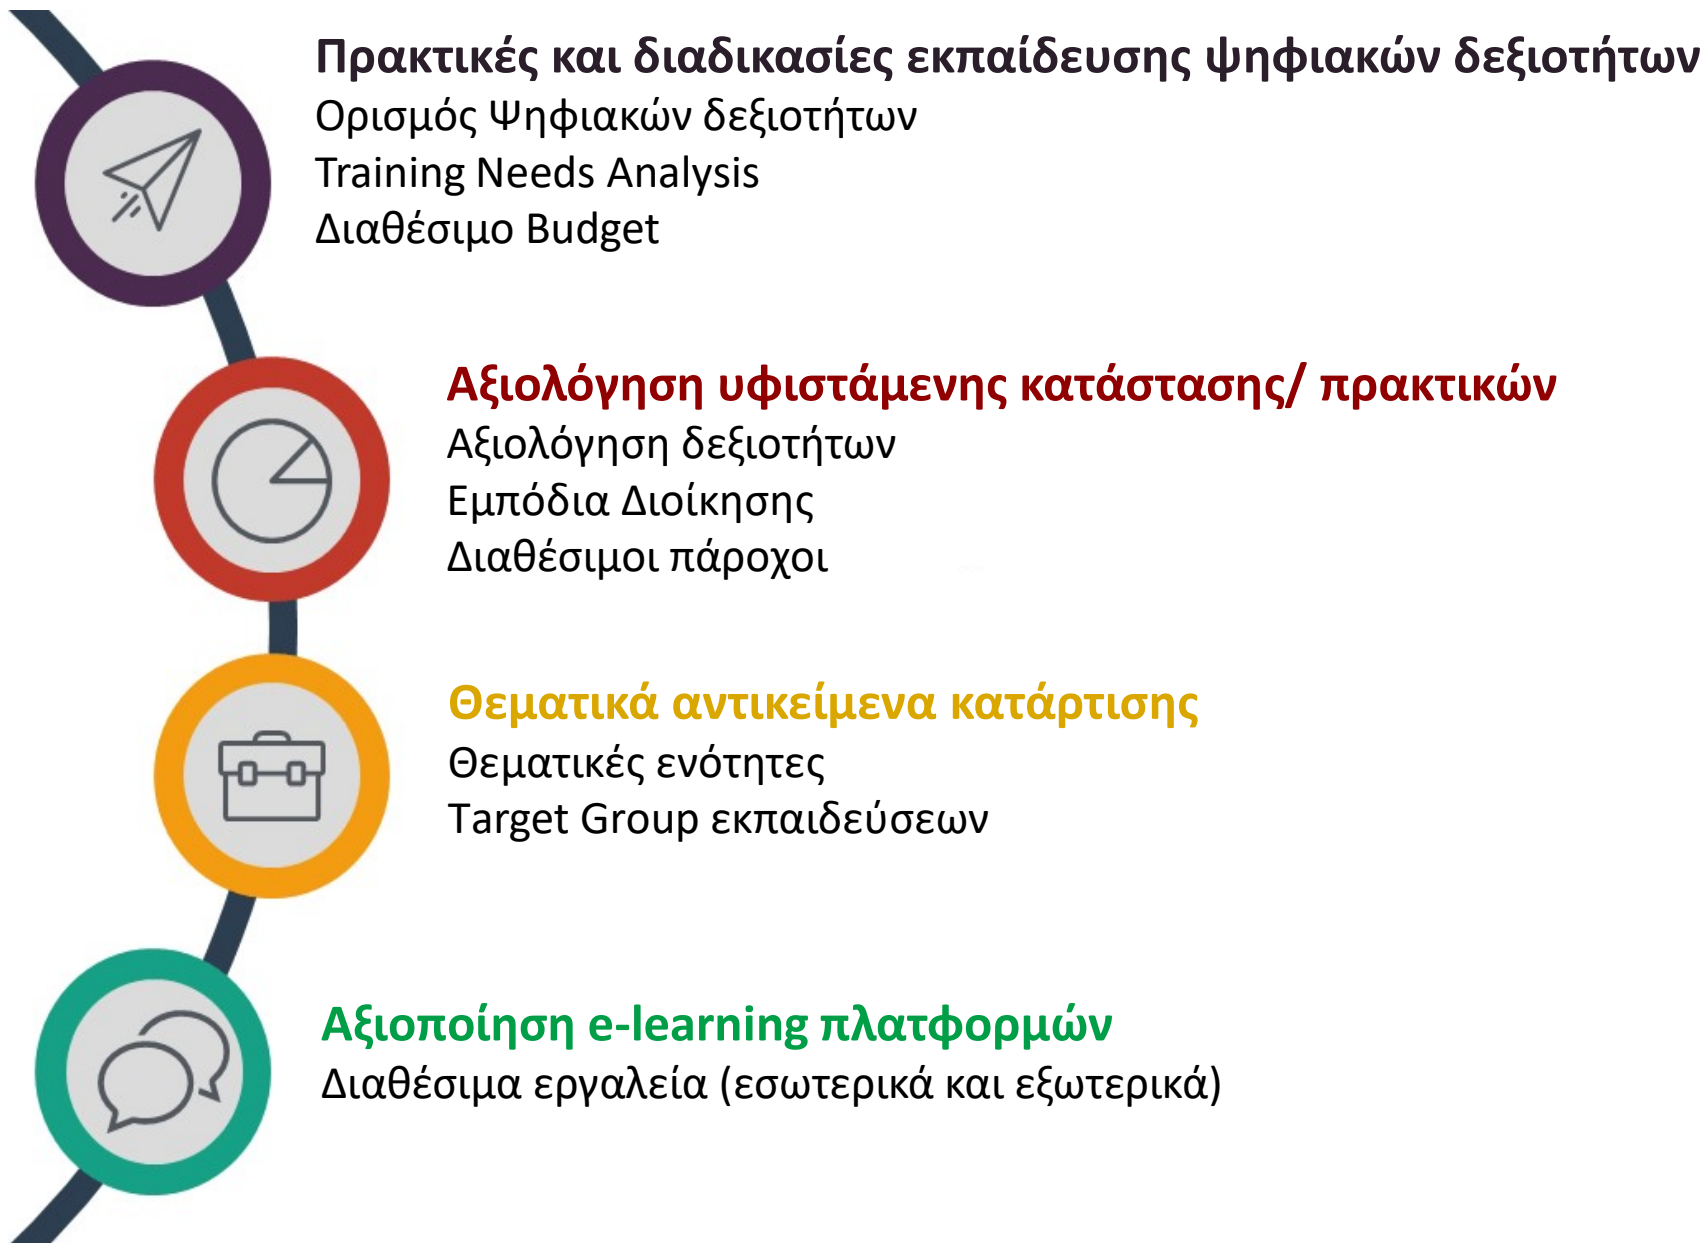 Πρακτικές και διαδικασίες εκπαίδευσης ψηφιακών δεξιοτήτων
Ορισμός Ψηφιακών δεξιοτήτων
Training Needs Analysis
Διαθέσιμο Budget
Αξιολόγηση υφιστάμενης κατάστασης/ πρακτικών
Αξιολόγηση δεξιοτήτων
Εμπόδια Διοίκησης
Διαθέσιμοι πάροχοι
Θεματικά αντικείμενα κατάρτισης
Θεματικές ενότητες
Target Group εκπαιδεύσεων
Αξιοποίηση e-learning πλατφορμών
Διαθέσιμα εργαλεία (εσωτερικά και εξωτερικά)